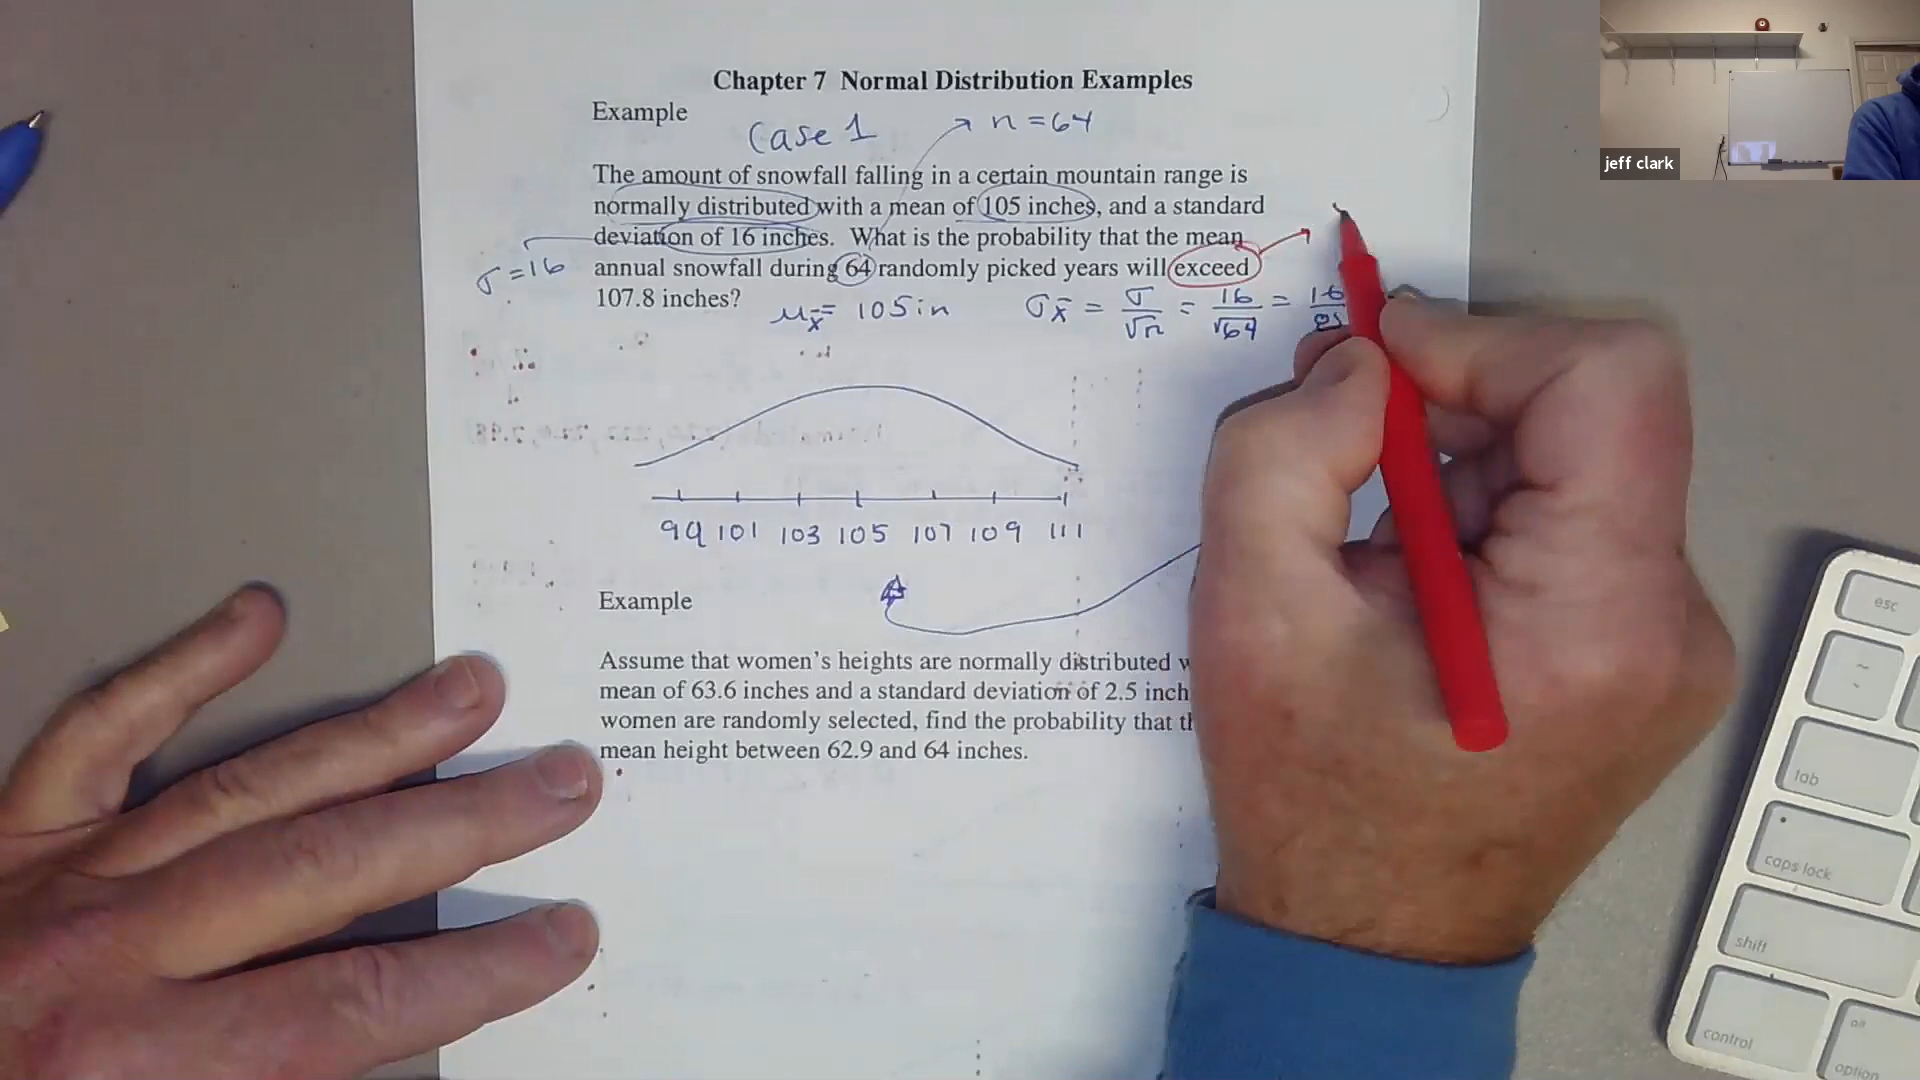 jeff clark
Chapter 7 Normal Distribution Examples
Example
Case 1
n = 64
The amount of snowfall falling in a certain mountain range is
normally distributed with a mean of 105 inches, and a standard
deviation of 16 inches. What is the probability that the mean
σ = 16
annual snowfall during 64 randomly picked years will exceed
107.8 inches?
μx̄ = 105in
σx̄ = σ/√n = 16/√64 = 16/8
99 101 103 105 107 109 111
Example
Assume that women's heights are normally distributed
mean of 63.6 inches and a standard deviation of 2.5 inch
women are randomly selected, find the probability that
mean height between 62.9 and 64 inches.
esc
~
tab
caps lock
shift
control
alt
option